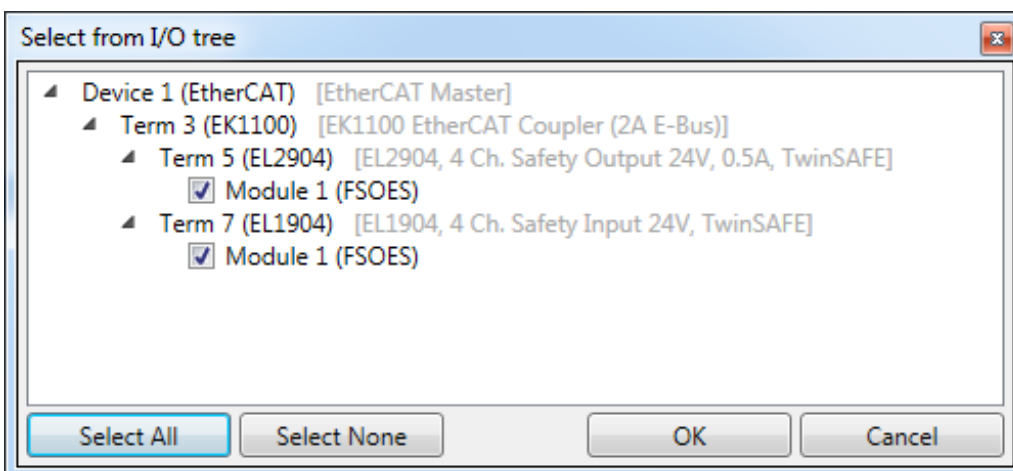 Select from I/O tree
Device 1 (EtherCAT) [EtherCAT Master]
Term 3 (EK1100) [EK1100 EtherCAT Coupler (2A E-Bus)]
Term 5 (EL2904) [EL2904, 4 Ch. Safety Output 24V, 0.5A, TwinSAFE]
Module 1 (FSOES)
Term 7 (EL1904) [EL1904, 4 Ch. Safety Input 24V, TwinSAFE]
Module 1 (FSOES)
Select All Select None OK Cancel